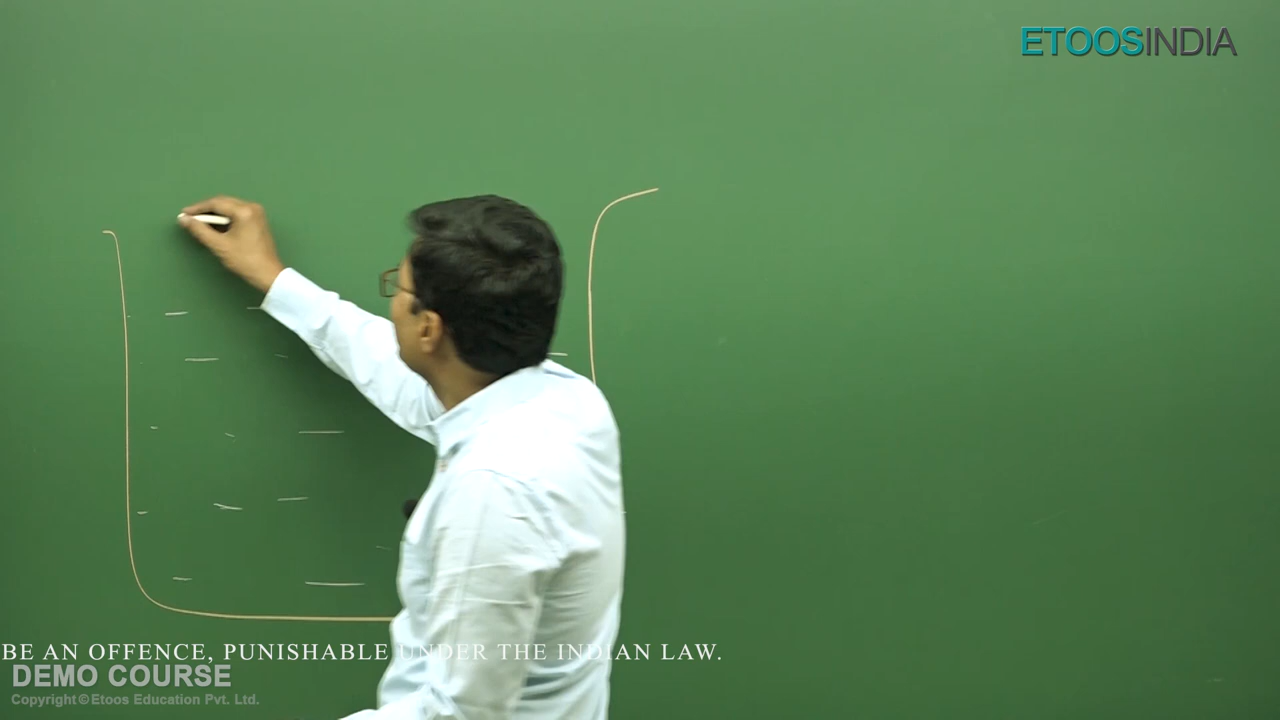 ETOOSINDIA
BE AN OFFENCE, PUNISHABLE UNDER THE INDIAN LAW.
DEMO COURSE
Copyright © Etoos Education Pvt. Ltd.